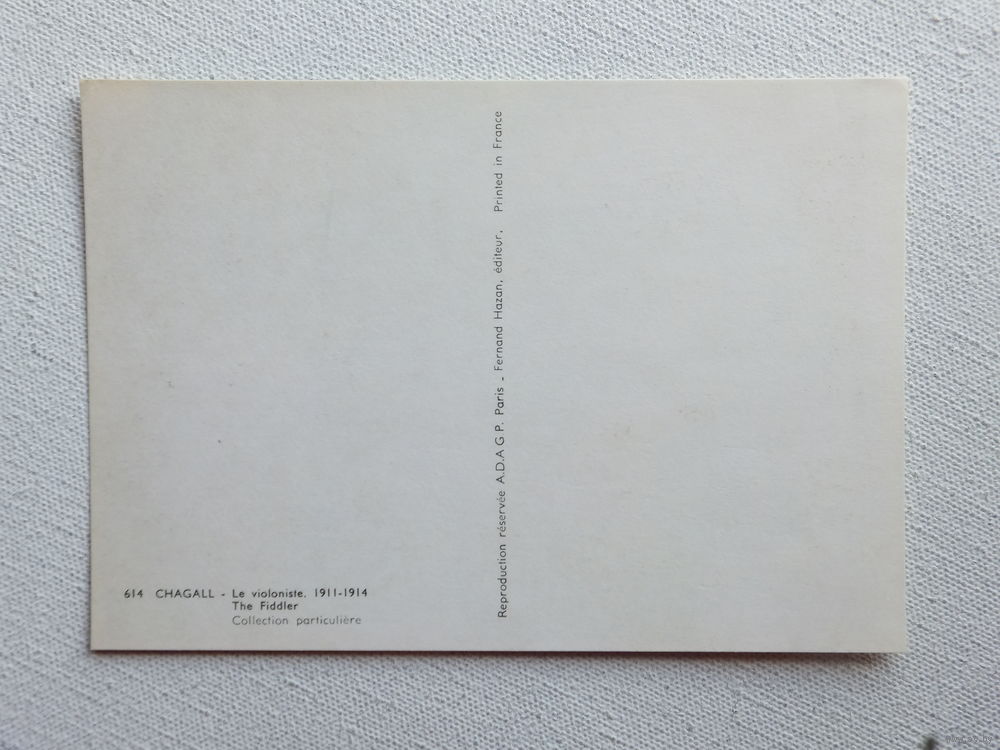 614 CHAGALL - Le violoniste. 1911-1914
The Fiddler
Collection particulière
Reproduction réservée A.D.A G P. Paris - Fernand Hazan, éditeur, Printed in France